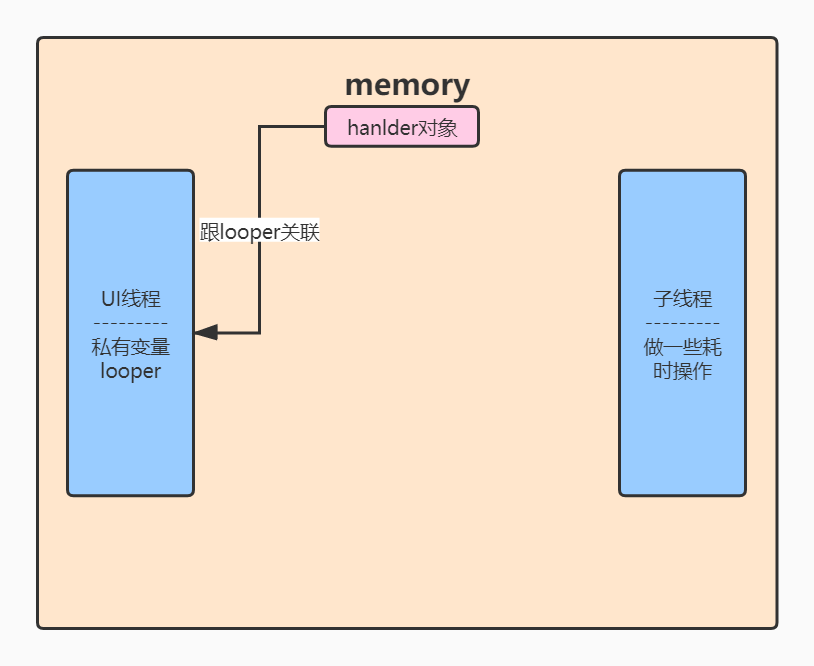 memory
hanlder对象
跟looper关联
UI线程
---------
私有变量
looper
子线程
---------
做一些耗
时操作